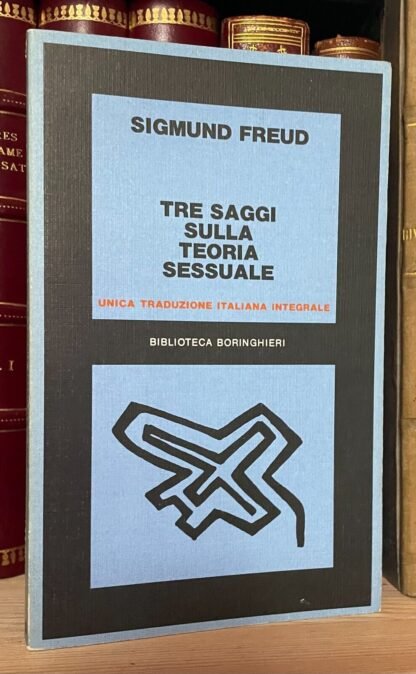 SIGMUND FREUD
TRE SAGGI
SULLA
TEORIA
SESSUALE
UNICA TRADUZIONE ITALIANA INTEGRALE
BIBLIOTECA BORINGHIERI